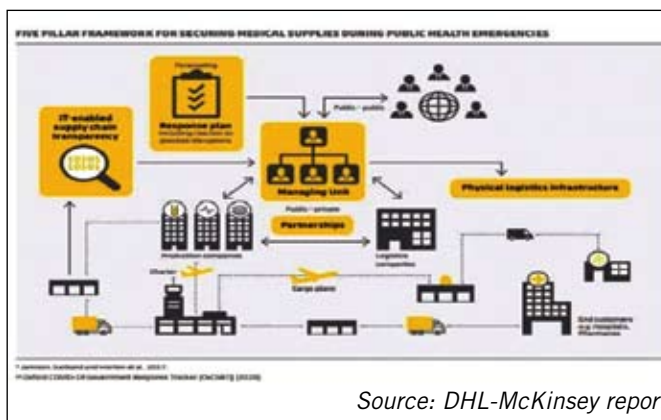 FIVE PILLAR FRAMEWORK FOR SECURING MEDICAL SUPPLIES DURING PUBLIC HEALTH EMERGENCIES
Forecasting
Response plan
Public - public
IT-enabled
supply chain
transparency
Managing Unit
Physical logistics infrastructure
Public - private
Partnerships
Production companies
Logistics
companies
Charter
Cargo plane
End customers
e.g. hospitals,
Pharmacies
Source: DHL-McKinsey repor